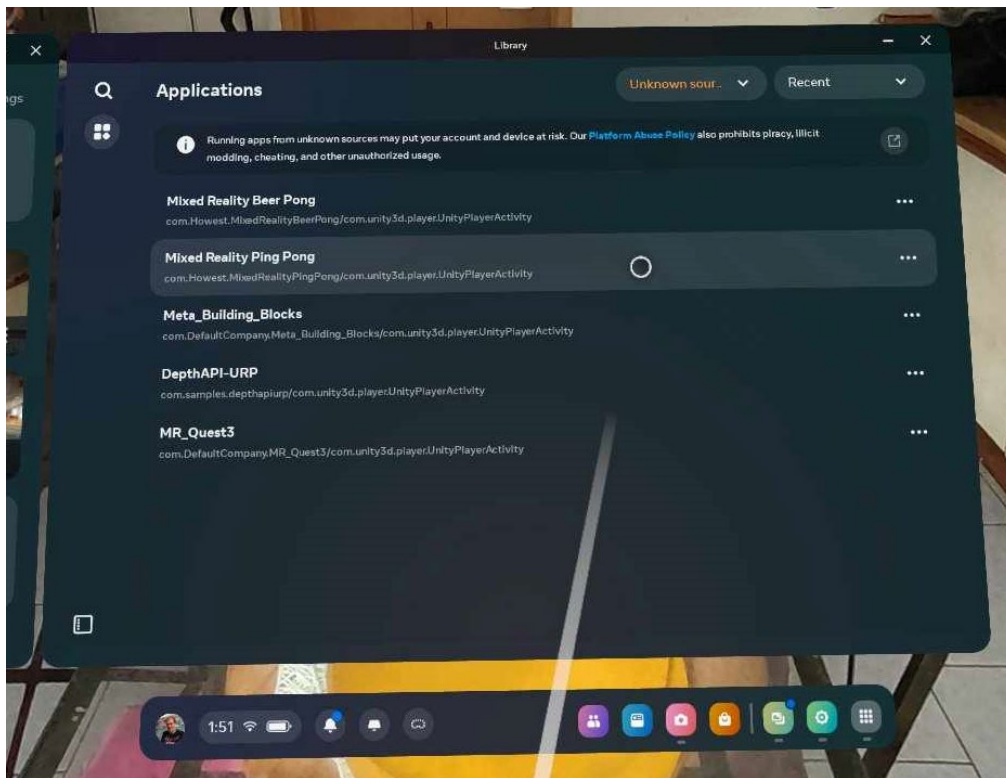 Library
ngs
Applications
Unknown sour..
Recent
Running apps from unknown sources may put your account and device at risk. Our Platform Abuse Policy also prohibits piracy, illicit
modding, cheating, and other unauthorized usage.
Mixed Reality Beer Pong
com.Howest.MixedRealityBeerPong/com.unity3d.player.UnityPlayerActivity
Mixed Reality Ping Pong
com.Howest.MixedRealityPingPong/com.unity3d.player.UnityPlayerActivity
Meta_Building_Blocks
com.DefaultCompany.Meta_Building_Blocks/com.unity3d.player.UnityPlayerActivity
DepthAPI-URP
com.samples.depthapiurp/com.unity3d.player.UnityPlayerActivity
MR_Quest3
com.DefaultCompany.MR_Quest3/com.unity3d.player.UnityPlayerActivity
1:51